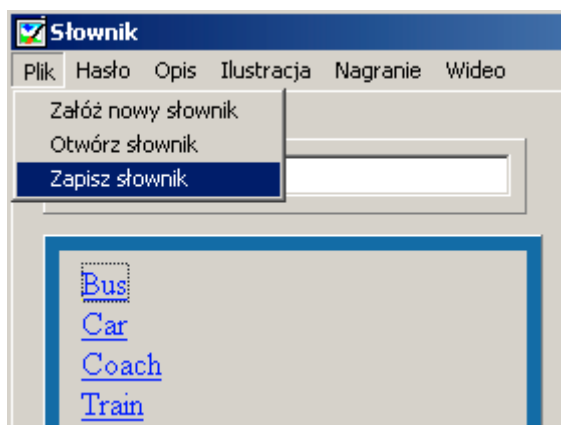 Słownik
Plik Hasło Opis Ilustracja Nagranie Wideo
Załóż nowy słownik
Otwórz słownik
Zapisz słownik
Bus
Car
Coach
Train